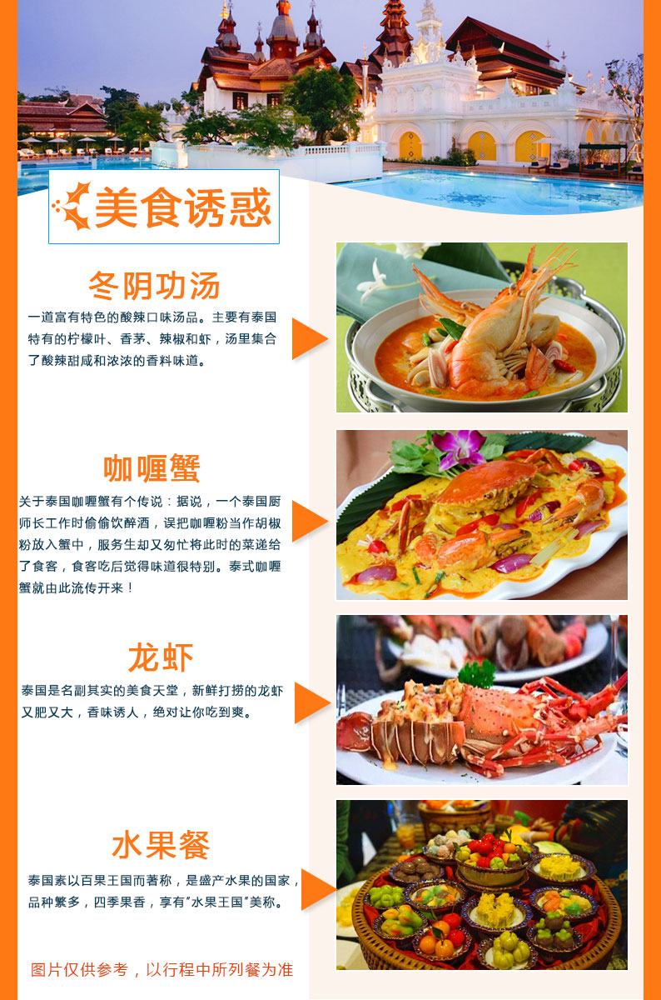 美食诱惑
冬阴功汤
一道富有特色的酸辣口味汤品。主要有泰国
特有的柠檬叶、香茅、辣椒和虾，汤里集合
了酸辣甜咸和浓浓的香料味道。
咖喱蟹
关于泰国咖喱蟹有个传说：据说，一个泰国厨
师长工作时偷偷饮醉酒，误把咖喱粉当作胡椒
粉放入蟹中，服务生却又匆忙将此时的菜递给
了食客，食客吃后觉得味道很特别。泰式咖喱
蟹就由此流传开来！
龙虾
泰国是名副其实的美食天堂，新鲜打捞的龙虾
又肥又大，香味诱人，绝对让你吃到爽。
水果餐
泰国素以百果王国而著称，是盛产水果的国家，
品种繁多，四季果香，享有"水果王国"美称。
图片仅供参考，以行程中所列餐为准